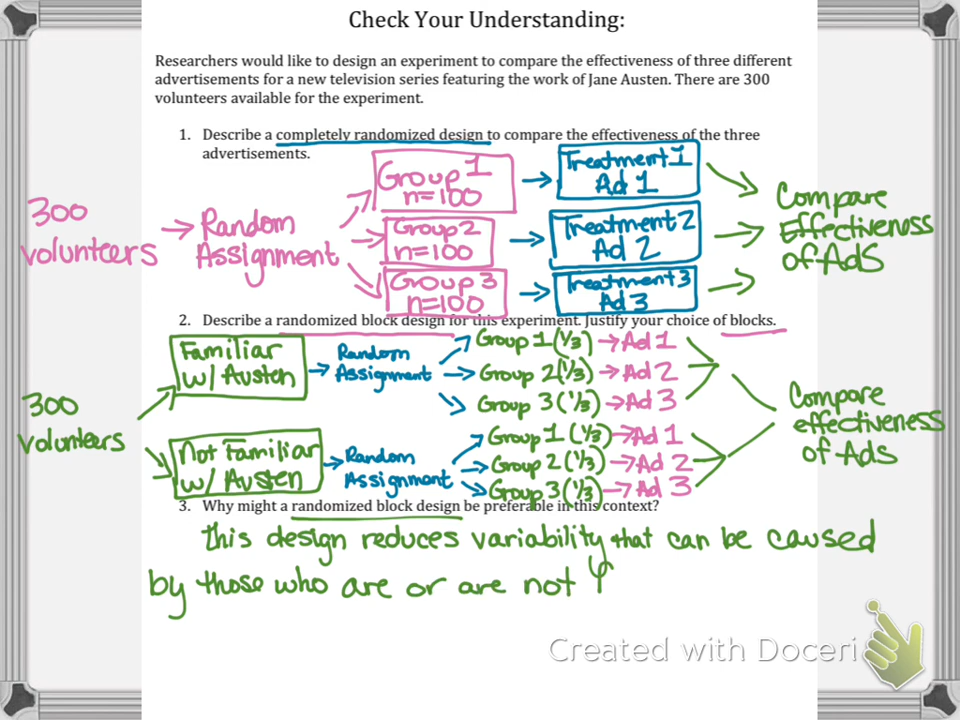 Check Your Understanding:
Researchers would like to design an experiment to compare the effectiveness of three different
advertisements for a new television series featuring the work of Jane Austen. There are 300
volunteers available for the experiment.
1. Describe a completely randomized design to compare the effectiveness of the three
advertisements.
300 volunteers
Random Assignment
Group 1 n=100
Treatment 1 Ad 1
Group 2 n=100
Treatment 2 Ad 2
Group 3 n=100
Treatment 3 Ad 3
Compare Effectiveness of Ads
2. Describe a randomized block design for this experiment. Justify your choice of blocks.
300 volunteers
Familiar w/ Austen
Random Assignment
Group 1 (1/3) → Ad 1
Group 2 (1/3) → Ad 2
Group 3 (1/3) → Ad 3
Not Familiar w/ Austen
Random Assignment
Group 1 (1/3) → Ad 1
Group 2 (1/3) → Ad 2
Group 3 (1/3) → Ad 3
Compare effectiveness of Ads
3. Why might a randomized block design be preferable in this context?
this design reduces variability that can be caused
by those who are or are not
Created with Doceri